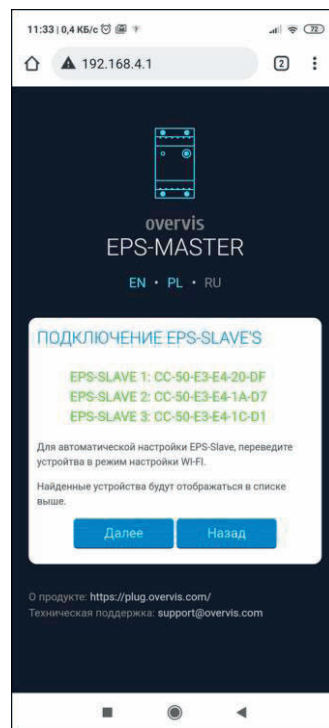 11:33 | 0,4 КБ/с
72
192.168.4.1
2
overvis
EPS-MASTER
EN • PL • RU
ПОДКЛЮЧЕНИЕ EPS-SLAVE'S
EPS-SLAVE 1: CC-50-E3-E4-20-DF
EPS-SLAVE 2: CC-50-E3-E4-1A-D7
EPS-SLAVE 3: CC-50-E3-E4-1C-D1
Для автоматической настройки EPS-Slave, переведите
устройтва в режим настройки WI-FI.
Найденные устройства будут отображаться в списке
выше.
Далее
Назад
О продукте: https://plug.overvis.com/
Техническая поддержка: support@overvis.com